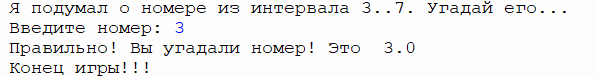 Я подумал о номере из интервала 3..7. Угадай его...
Введите номер: 3
Правильно! Вы угадали номер! Это  3.0
Конец игры!!!